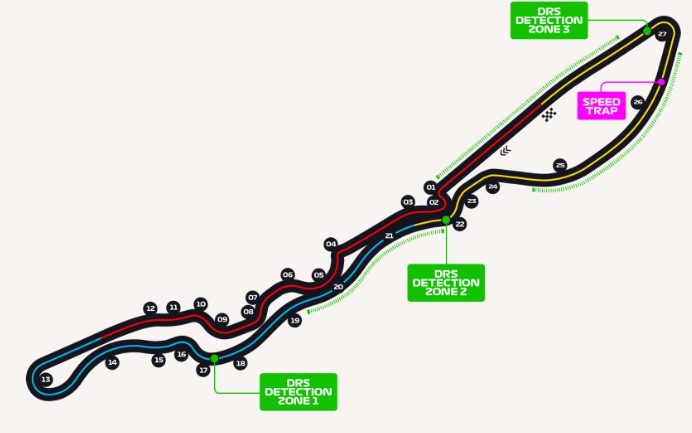 DRS
DETECTION
ZONE 3
27
SPEED
TRAP
26
25
24
01
02
03
23
22
21
04
DRS
DETECTION
ZONE 2
05
06
20
07
08
19
12
11
10
09
18
17
16
15
14
13
DRS
DETECTION
ZONE 1